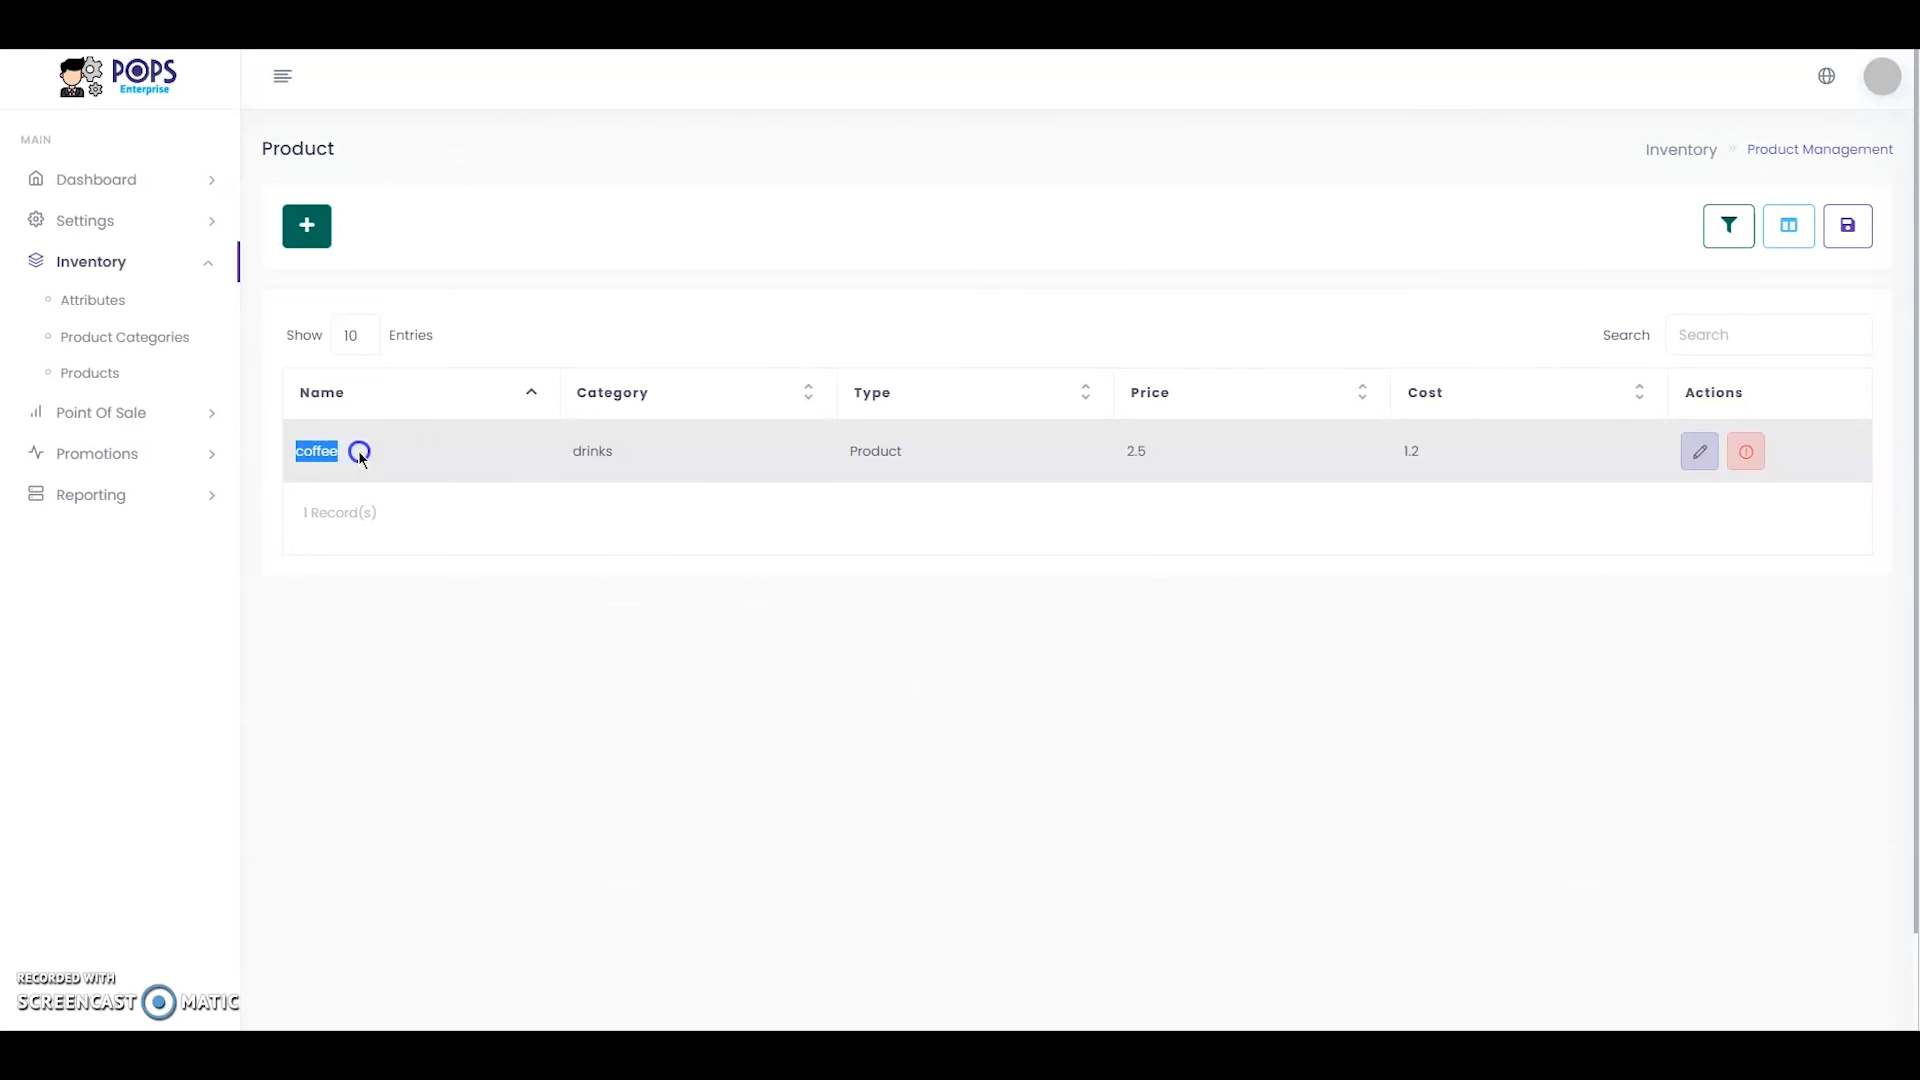 POPS
Enterprise
MAIN
Dashboard
Settings
Inventory
Attributes
Product Categories
Products
Point Of Sale
Promotions
Reporting
Product
Inventory » Product Management
Show 10 Entries
Search Search
Name Category Type Price Cost Actions
coffee drinks Product 2.5 1.2
1 Record(s)
RECORDED WITH
SCREENCAST MATIC